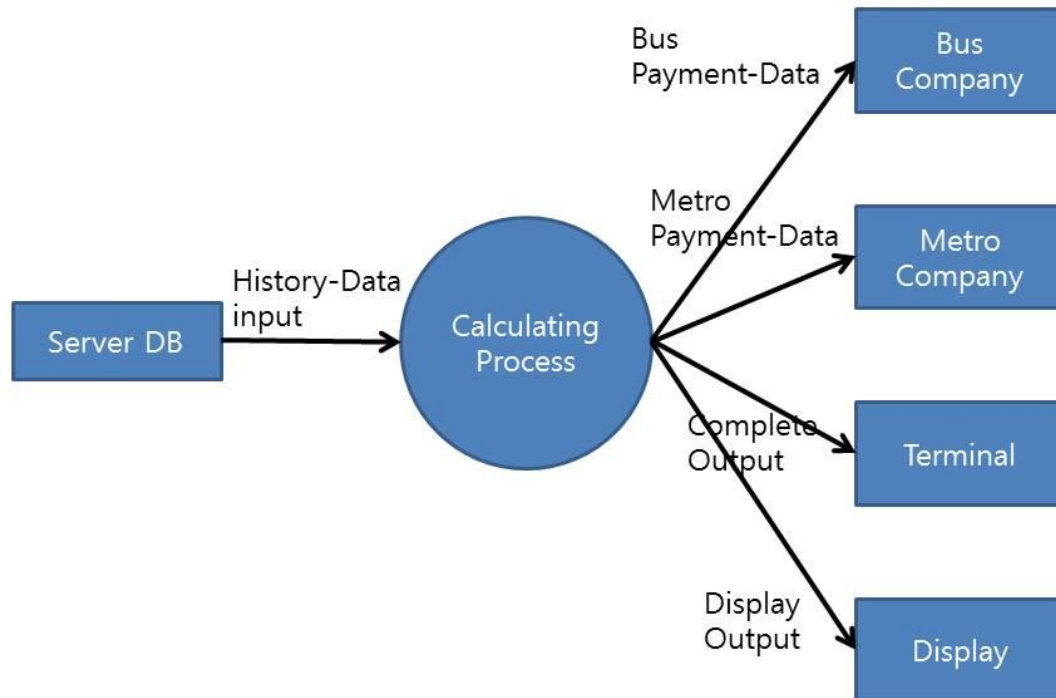 Server DB
History-Data
input
Calculating
Process
Bus
Payment-Data
Bus
Company
Metro
Payment-Data
Metro
Company
Complete
Output
Terminal
Display
Output
Display